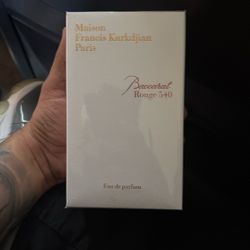 Maison
Francis Kurkdjian
Paris
Baccarat
Rouge 540
Eau de parfum